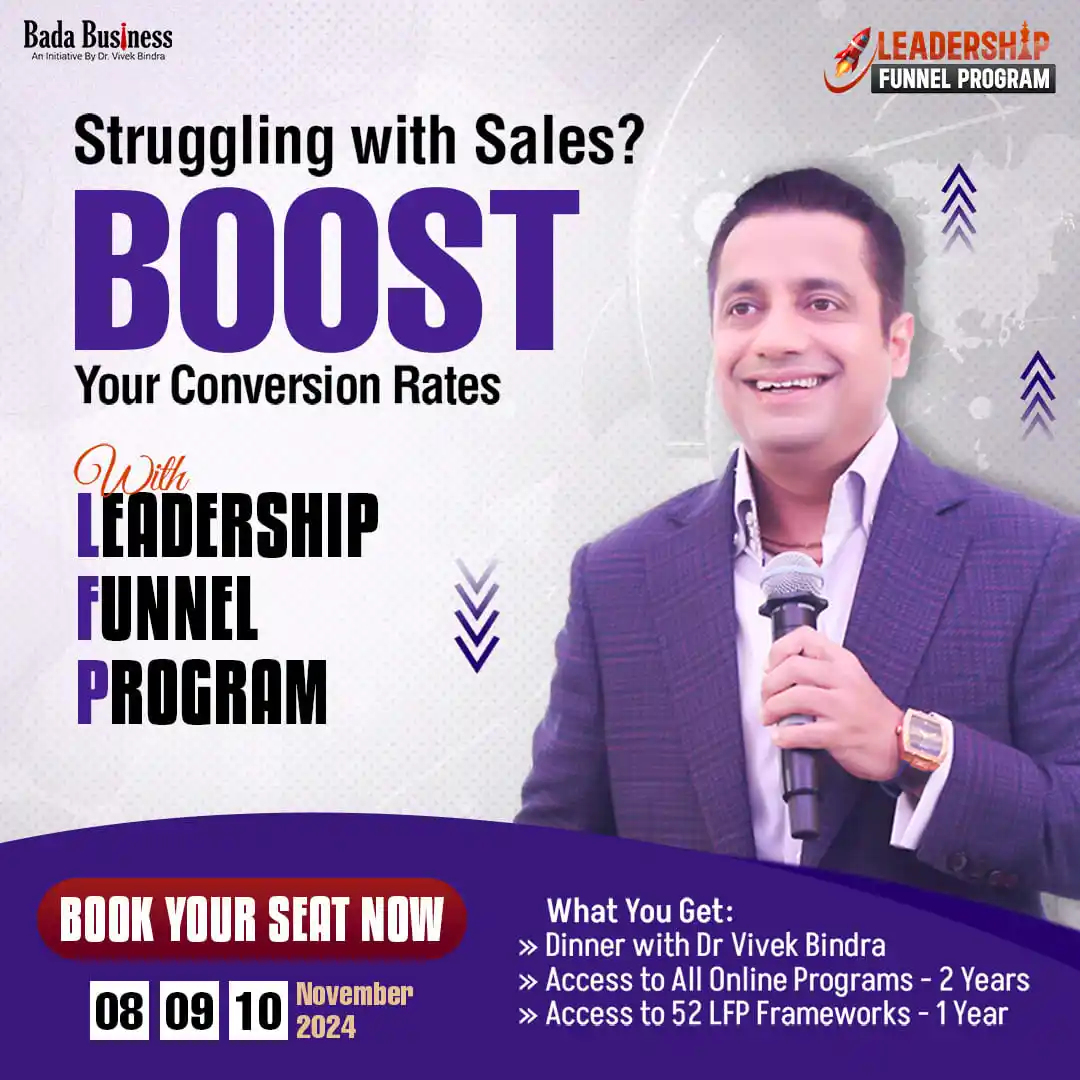 Bada Business
An Initiative By Dr. Vivek Bindra
LEADERSHIP
FUNNEL PROGRAM
Struggling with Sales?
BOOST
Your Conversion Rates
With
LEADERSHIP
FUNNEL
PROGRAM
BOOK YOUR SEAT NOW
08 09 10 November
2024
What You Get:
» Dinner with Dr Vivek Bindra
» Access to All Online Programs - 2 Years
» Access to 52 LFP Frameworks - 1 Year